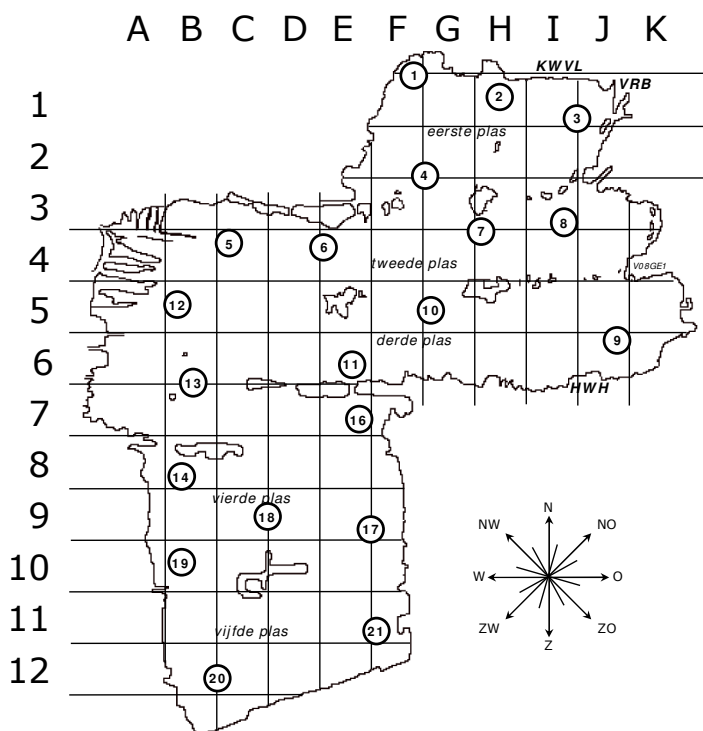 A B C D E F G H I J K
KWVL
VRB
1
1
2
3
eerste plas
2
4
3
5
6
7
8
4
tweede plas
V08GE1
5
12
10
derde plas
9
6
11
13
HWH
7
16
8
14
vierde plas
9
18
17
10
19
11
vijfde plas
21
12
20
N
NW
NO
W
O
ZW
ZO
Z